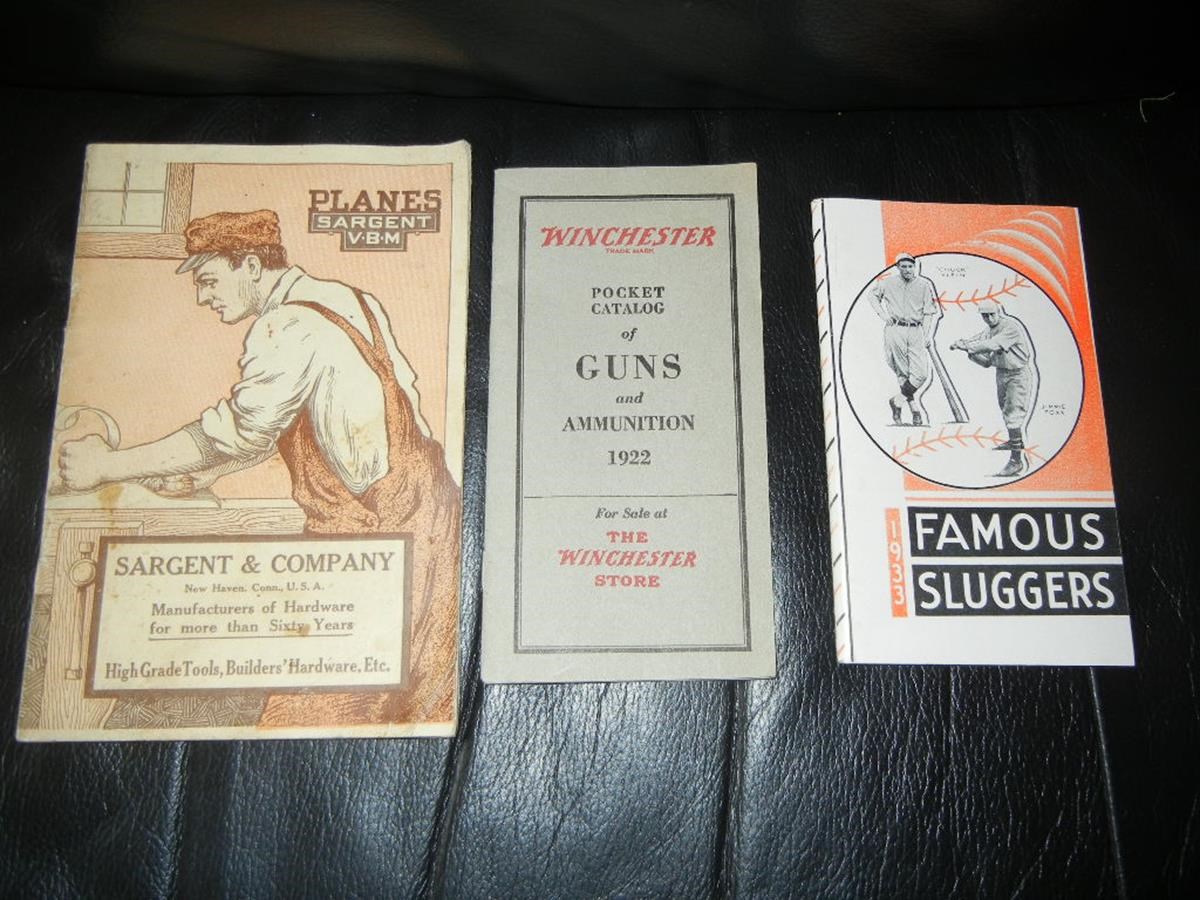 PLANES
SARGENT
V·B·M
SARGENT & COMPANY
New Haven. Conn., U.S.A.
Manufacturers of Hardware
for more than Sixty Years
High Grade Tools, Builders' Hardware, Etc.
WINCHESTER
TRADE MARK
POCKET
CATALOG
of
GUNS
and
AMMUNITION
1922
For Sale at
THE
WINCHESTER
STORE
"CHUCK"
KLEIN
JIMMIE
FOXX
1933
FAMOUS
SLUGGERS